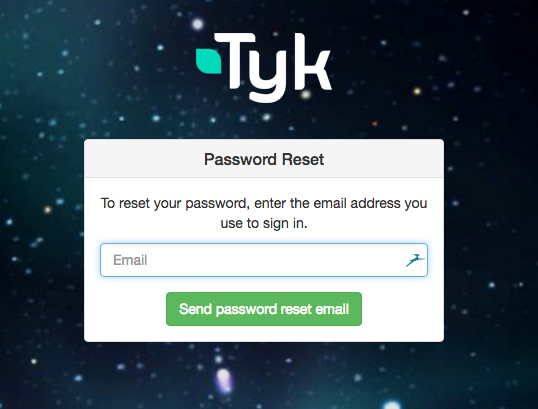 Tyk
Password Reset
To reset your password, enter the email address you
use to sign in.
Email
Send password reset email